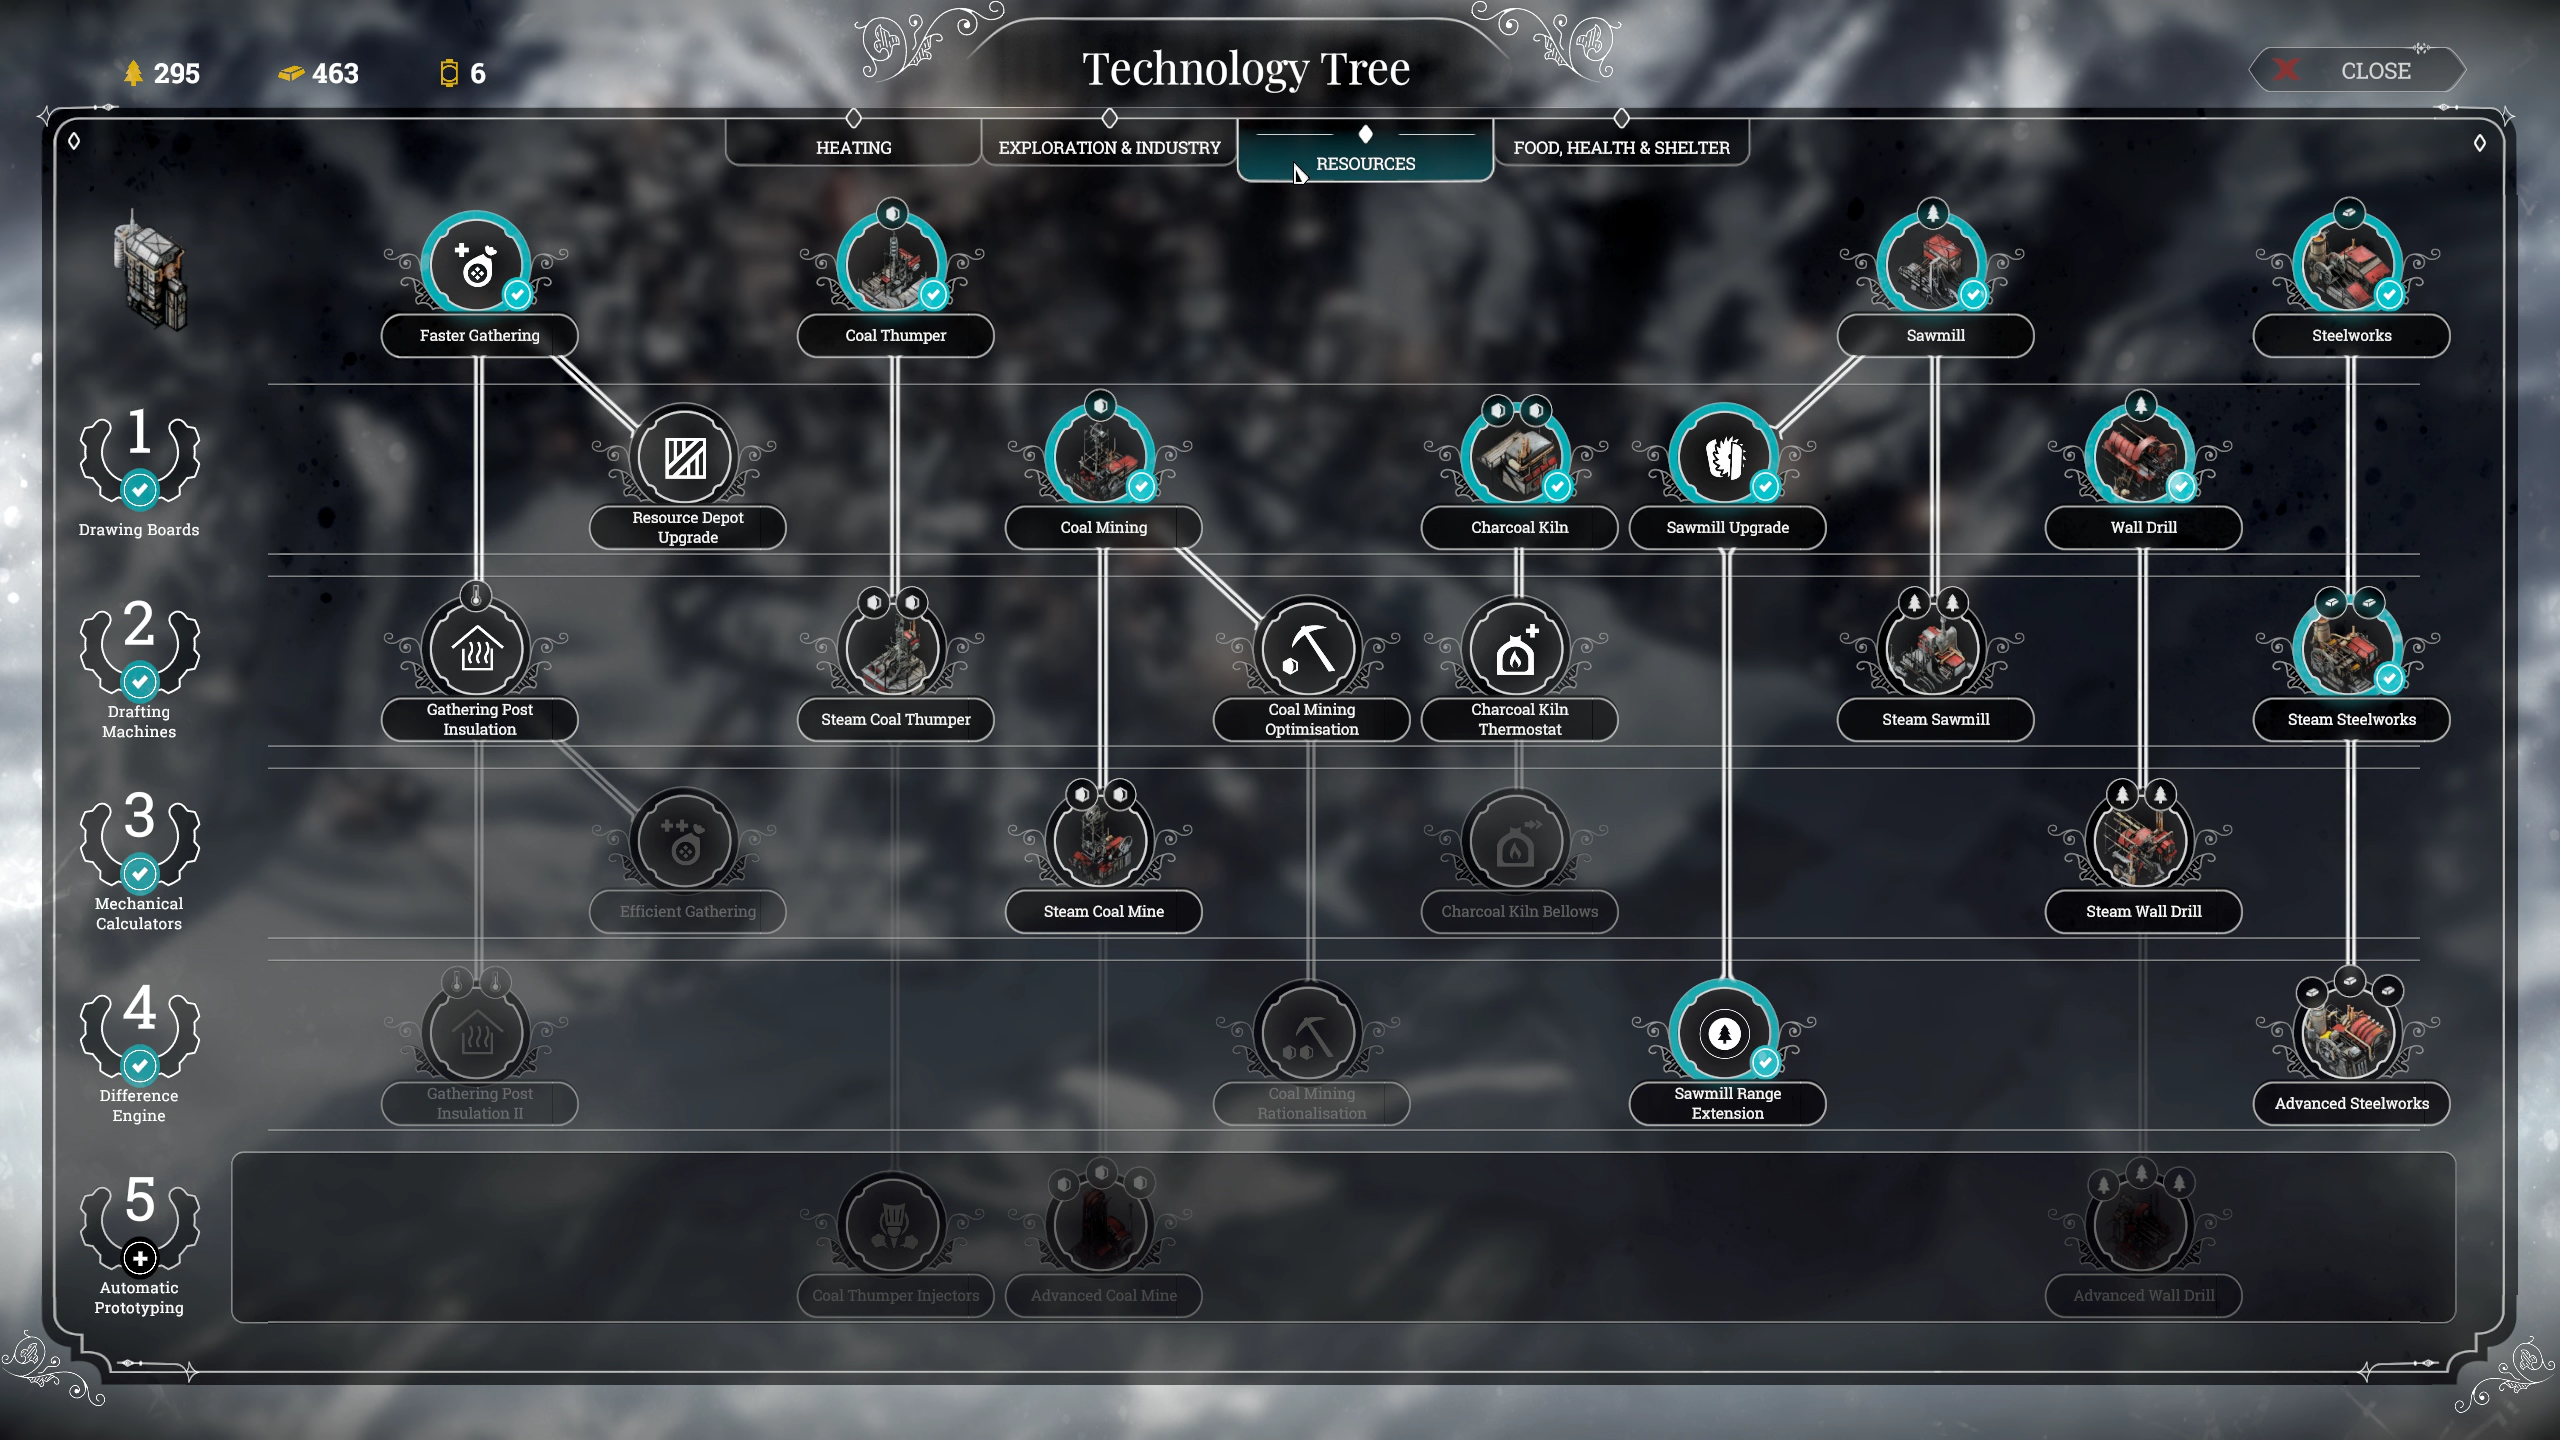 295 463 6
Technology Tree
CLOSE
HEATING
EXPLORATION & INDUSTRY
RESOURCES
FOOD, HEALTH & SHELTER
Faster Gathering
Coal Thumper
Sawmill
Steelworks
1
Drawing Boards
Resource Depot
Upgrade
Coal Mining
Charcoal Kiln
Sawmill Upgrade
Wall Drill
2
Drafting
Machines
Gathering Post
Insulation
Steam Coal Thumper
Coal Mining
Optimisation
Charcoal Kiln
Thermostat
Steam Sawmill
Steam Steelworks
3
Mechanical
Calculators
Efficient Gathering
Steam Coal Mine
Charcoal Kiln Bellows
Steam Wall Drill
4
Difference
Engine
Gathering Post
Insulation II
Coal Mining
Rationalisation
Sawmill Range
Extension
Advanced Steelworks
5
Automatic
Prototyping
Coal Thumper Injectors
Advanced Coal Mine
Advanced Wall Drill